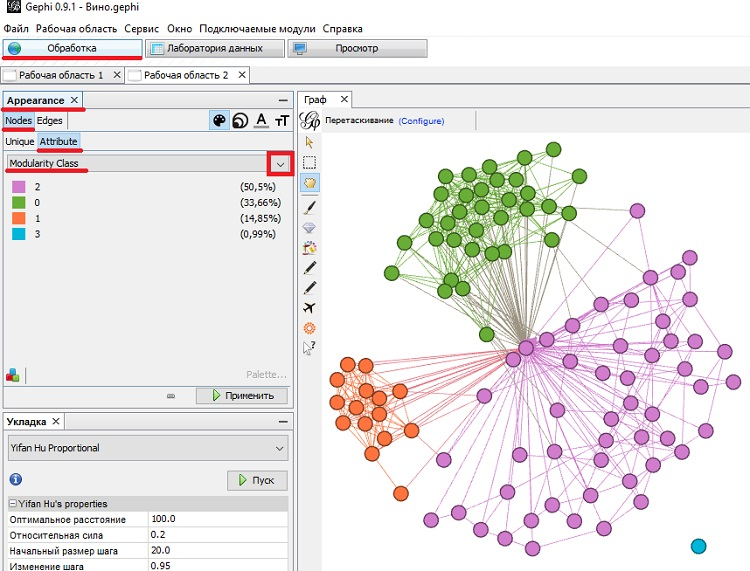 Gephi 0.9.1 - Вино.gephi
Файл Рабочая область Сервис Окно Подключаемые модули Справка
Обработка Лаборатория данных Просмотр
Рабочая область 1 Рабочая область 2
Appearance
Nodes Edges A тТ
Unique Attribute
Modularity Class
2 (50,5%)
0 (33,66%)
1 (14,85%)
3 (0,99%)
Palette...
Применить
Укладка
Yifan Hu Proportional
Пуск
Yifan Hu's properties
Оптимальное расстояние 100.0
Относительная сила 0.2
Начальный размер шага 20.0
Изменение шага 0.95
Граф
Перетаскивание (Configure)